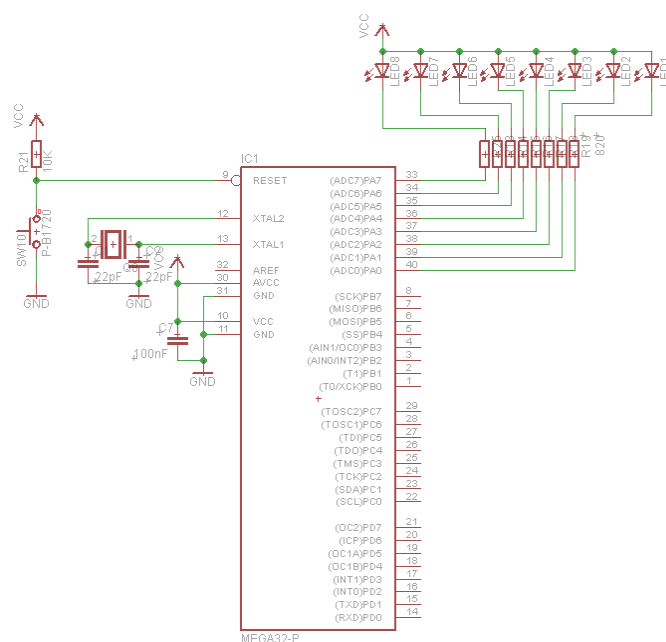 VCC
LED8
LED7
LED6
LED5
LED4
LED3
LED2
LED1
VCC
R21
10K
R19
820
IC1
9
RESET
(ADC7)PA7
33
(ADC6)PA6
34
(ADC5)PA5
35
12
XTAL2
(ADC4)PA4
36
(ADC3)PA3
37
SW10
P-B1720
2
1
13
XTAL1
(ADC2)PA2
38
(ADC1)PA1
39
32
AREF
(ADC0)PA0
40
22pF
22pF
30
AVCC
31
GND
(SCK)PB7
8
GND
GND
(MISO)PB6
7
10
VCC
(MOSI)PB5
6
C7
11
GND
(SS)PB4
5
(AIN1/OC0)PB3
4
100nF
(AIN0/INT2)PB2
3
(T1)PB1
2
GND
(T0/XCK)PB0
1
(TOSC2)PC7
29
(TOSC1)PC6
28
(TDI)PC5
27
(TDO)PC4
26
(TMS)PC3
25
(TCK)PC2
24
(SDA)PC1
23
(SCL)PC0
22
(OC2)PD7
21
(ICP)PD6
20
(OC1A)PD5
19
(OC1B)PD4
18
(INT1)PD3
17
(INT0)PD2
16
(TXD)PD1
15
(RXD)PD0
14
MEGA32-P